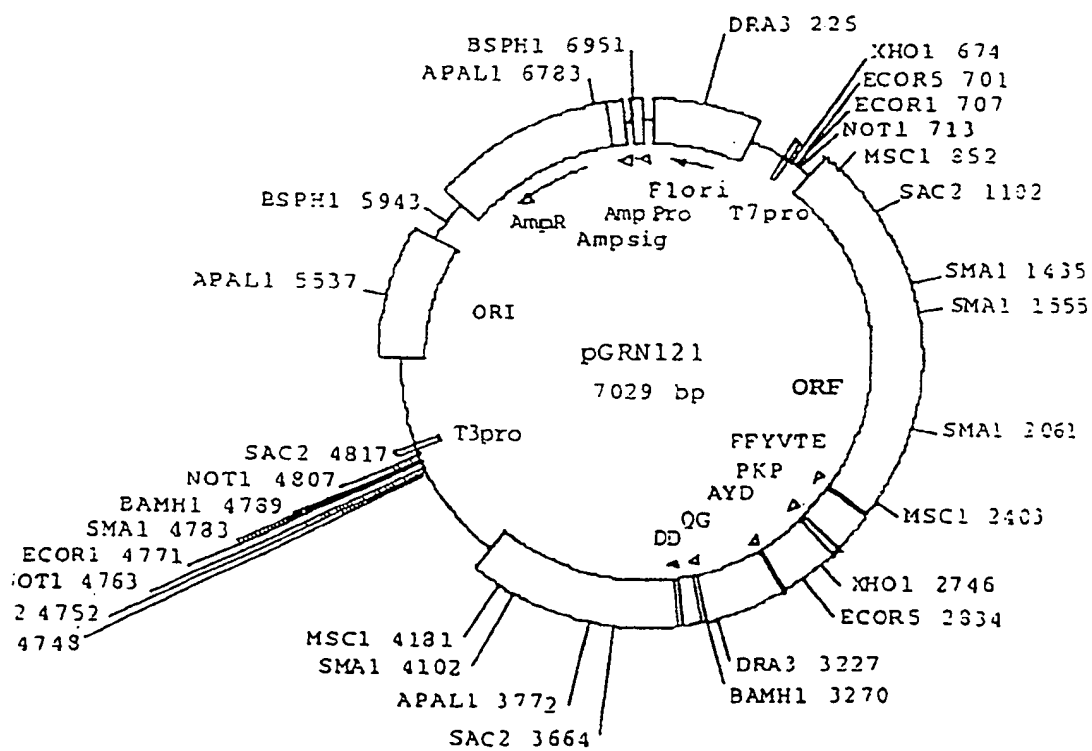 DRA3 225
BSPH1 6951
XHO1 674
APAL1 6783
ECOR5 701
ECOR1 707
NOT1 713
MSC1 852
SAC2 1182
Flori
BSPH1 5943
AmpR
Amp Pro
T7pro
Ampsig
APAL1 5537
SMA1 1435
ORI
SMA1 1555
pGRN121
7029 bp
ORF
T3pro
FFYVTE
SMA1 2061
SAC2 4817
PKP
NOT1 4807
AYD
BAMH1 4789
QG
MSC1 2403
SMA1 4783
DD
ECOR1 4771
OT1 4763
XHO1 2746
2 4752
ECOR5 2834
4748
MSC1 4181
SMA1 4102
DRA3 3227
APAL1 3772
BAMH1 3270
SAC2 3664